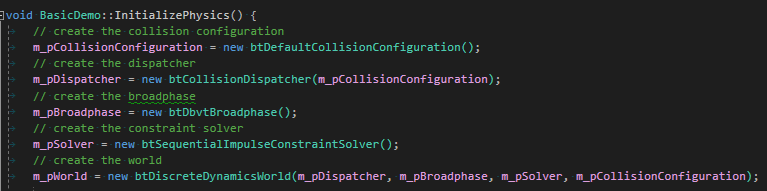 void BasicDemo::InitializePhysics() {
// create the collision configuration
m_pCollisionConfiguration = new btDefaultCollisionConfiguration();
// create the dispatcher
m_pDispatcher = new btCollisionDispatcher(m_pCollisionConfiguration);
// create the broadphase
m_pBroadphase = new btDbvtBroadphase();
// create the constraint solver
m_pSolver = new btSequentialImpulseConstraintSolver();
// create the world
m_pWorld = new btDiscreteDynamicsWorld(m_pDispatcher, m_pBroadphase, m_pSolver, m_pCollisionConfiguration);